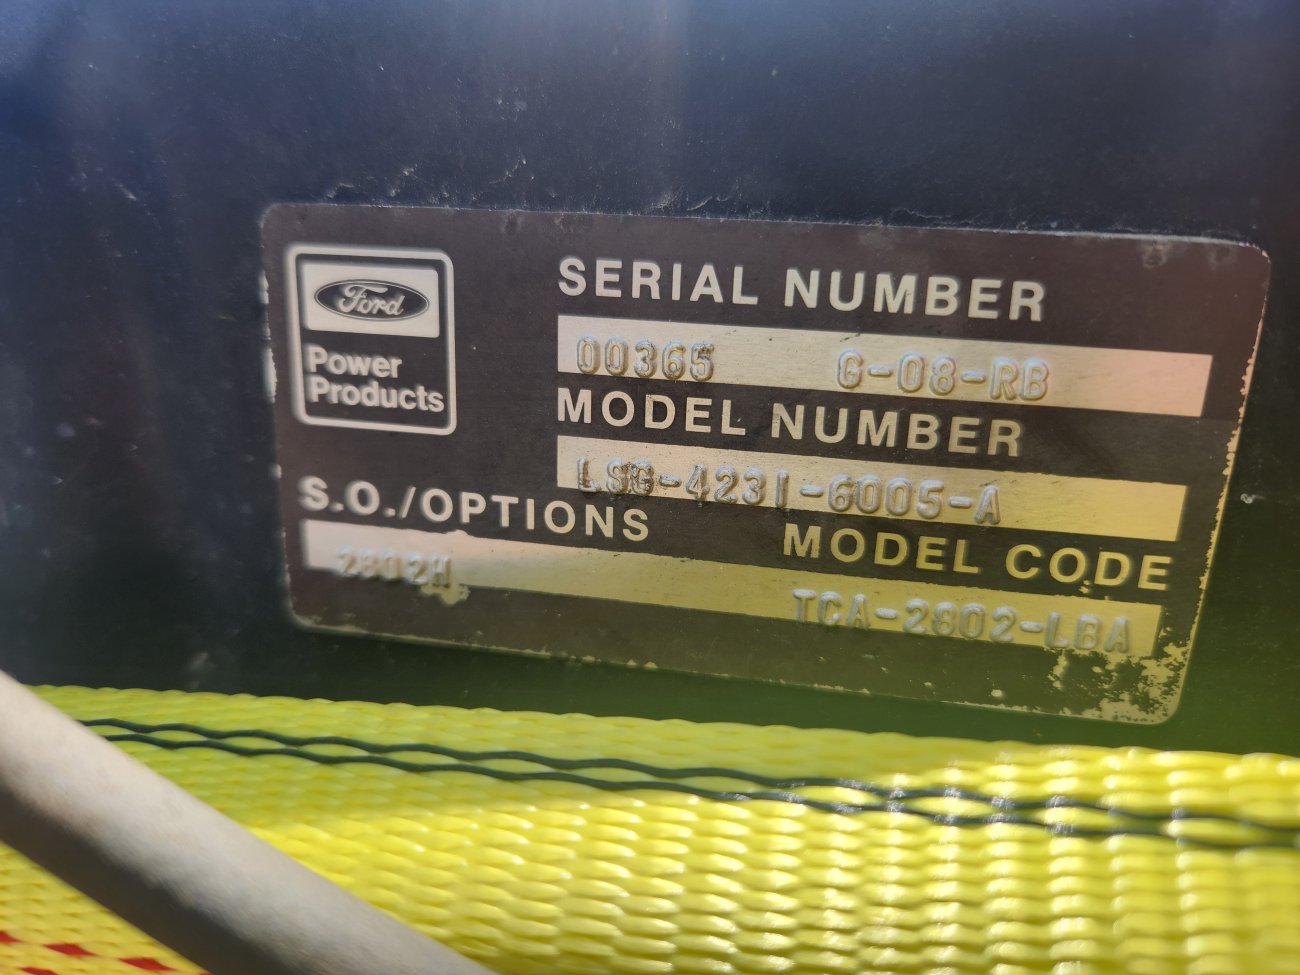 Ford
Power
Products
SERIAL NUMBER
00365 G-08-RB
MODEL NUMBER
LSG-4231-6005-A
S.O./OPTIONS MODEL CODE
2802H TCA-2802-LBA